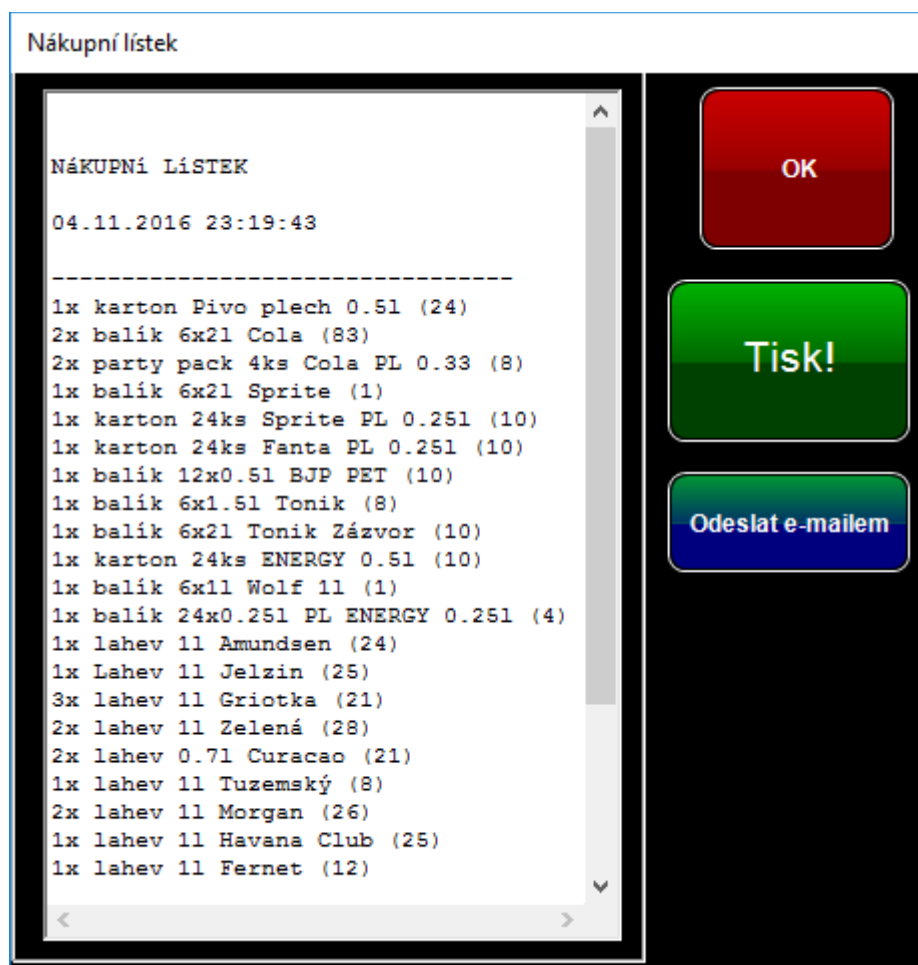 Nákupní lístek
NáKUPNí LíSTEK
04.11.2016 23:19:43
---------------------------------
1x karton Pivo plech 0.5l (24)
2x balík 6x2l Cola (83)
2x party pack 4ks Cola PL 0.33 (8)
1x balík 6x2l Sprite (1)
1x karton 24ks Sprite PL 0.25l (10)
1x karton 24ks Fanta PL 0.25l (10)
1x balík 12x0.5l BJP PET (10)
1x balík 6x1.5l Tonik (8)
1x balík 6x2l Tonik Zázvor (10)
1x karton 24ks ENERGY 0.5l (10)
1x balík 6x1l Wolf 1l (1)
1x balík 24x0.25l PL ENERGY 0.25l (4)
1x lahev 1l Amundsen (24)
1x Lahev 1l Jelzin (25)
3x lahev 1l Griotka (21)
2x lahev 1l Zelená (28)
2x lahev 0.7l Curacao (21)
1x lahev 1l Tuzemský (8)
2x lahev 1l Morgan (26)
1x lahev 1l Havana Club (25)
1x lahev 1l Fernet (12)
OK
Tisk!
Odeslat e-mailem